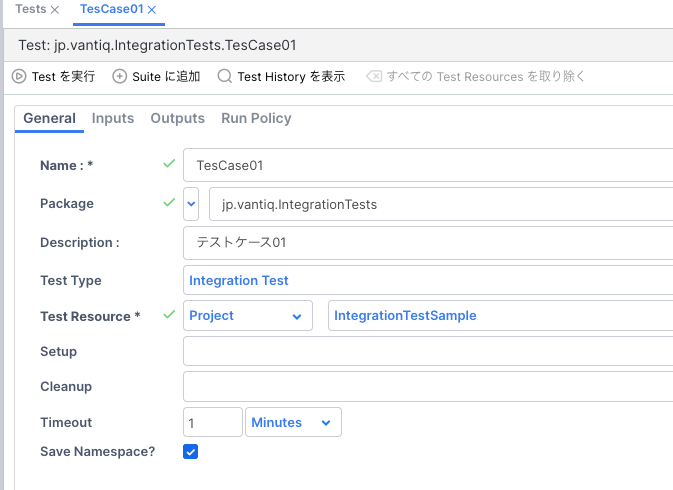 Tests
TesCase01
Test: jp.vantiq.IntegrationTests.TesCase01
Test を実行 Suite に追加 Test History を表示 すべての Test Resources を取り除く
General Inputs Outputs Run Policy
Name : * TesCase01
Package jp.vantiq.IntegrationTests
Description : テストケース01
Test Type Integration Test
Test Resource * Project IntegrationTestSample
Setup
Cleanup
Timeout 1 Minutes
Save Namespace?